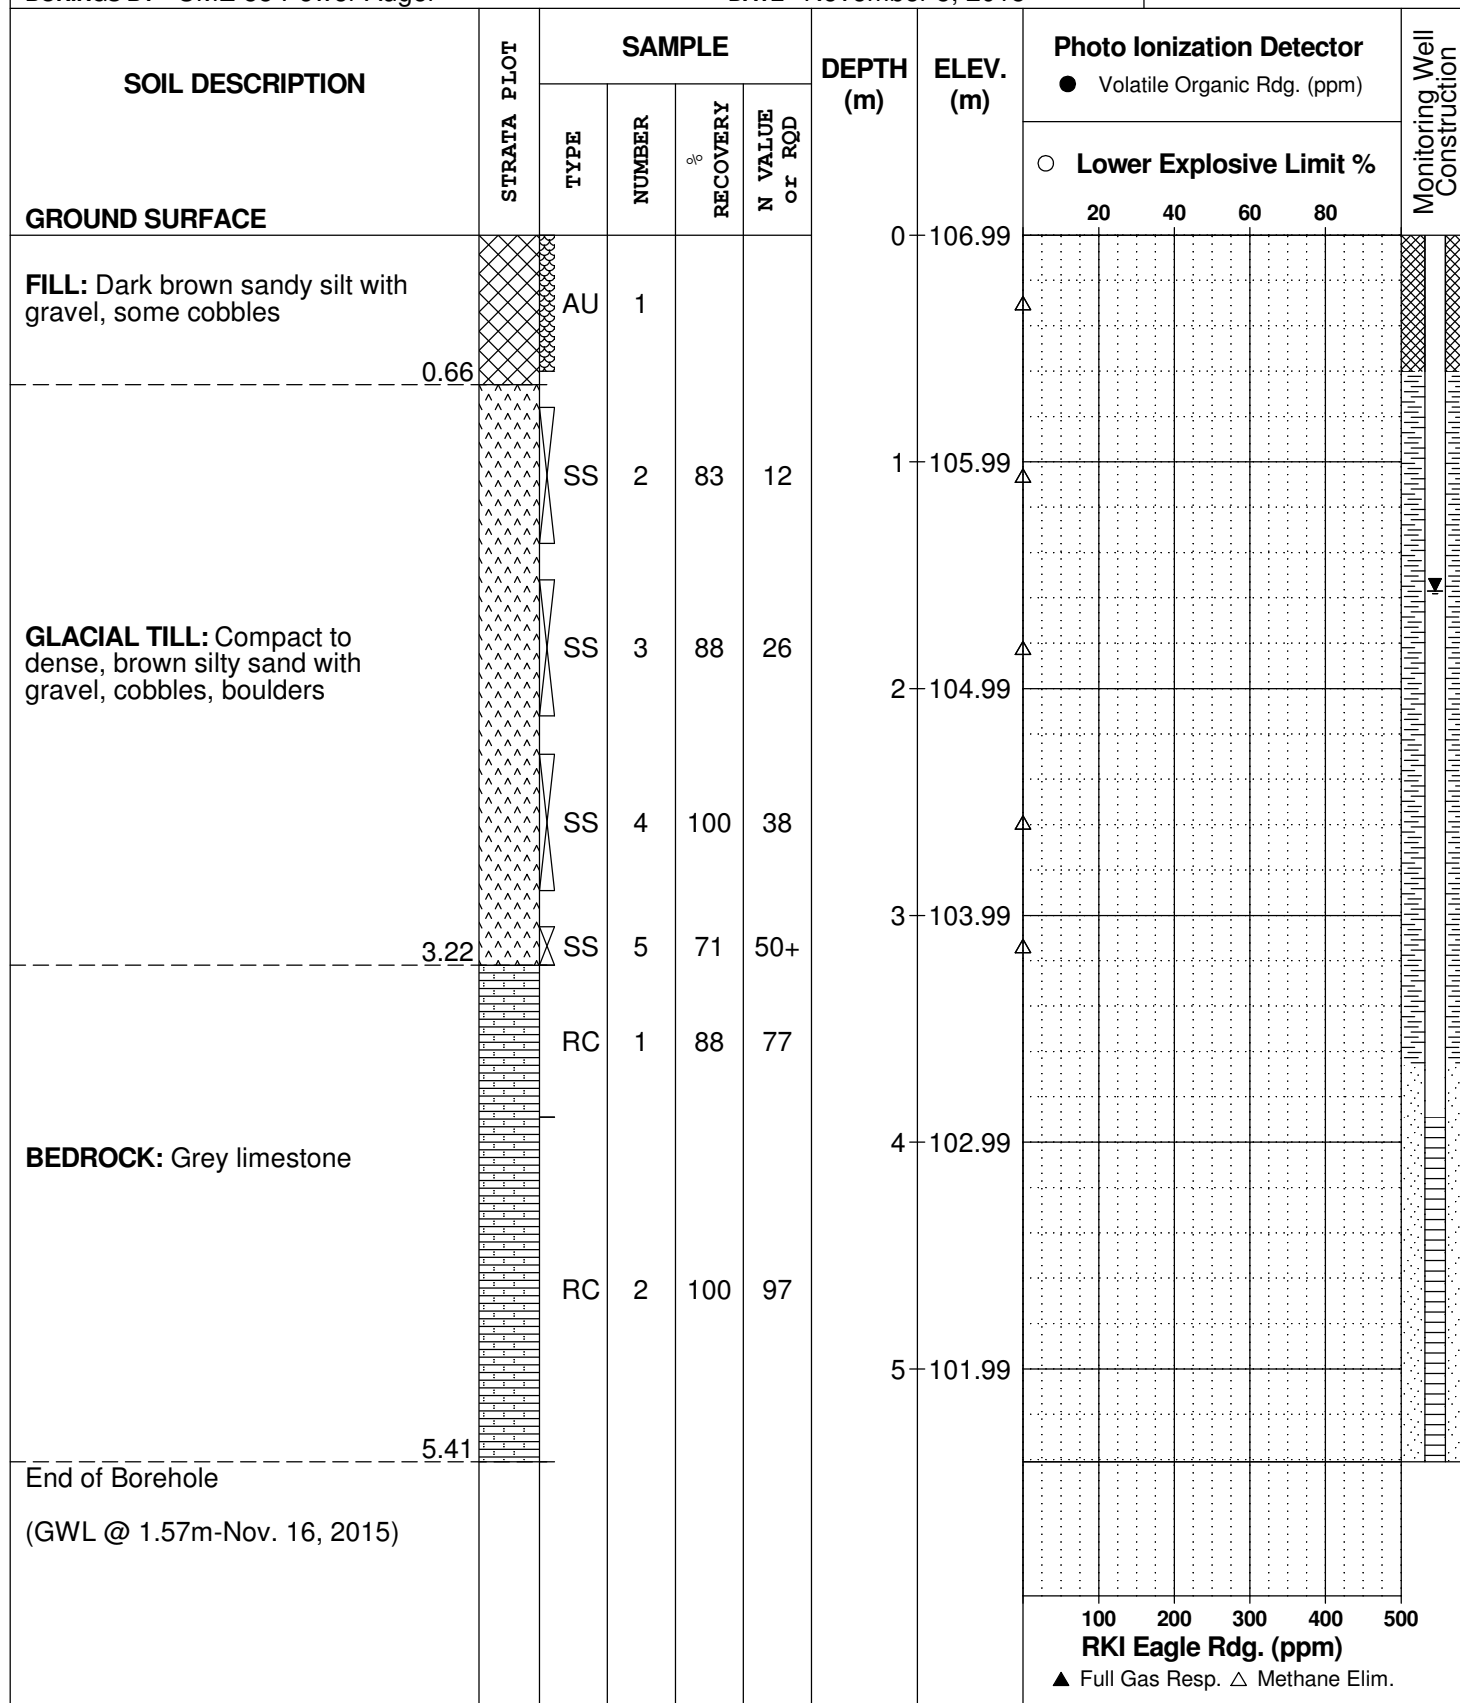 SOIL DESCRIPTION
GROUND SURFACE
STRATA PLOT
SAMPLE
TYPE
NUMBER
%
RECOVERY
N VALUE
or RQD
DEPTH
(m)
ELEV.
(m)
Photo Ionization Detector
● Volatile Organic Rdg. (ppm)
○ Lower Explosive Limit %
20 40 60 80
Monitoring Well
Construction
0 106.99
FILL: Dark brown sandy silt with
gravel, some cobbles
AU 1
0.66
1 105.99
SS 2 83 12
GLACIAL TILL: Compact to
dense, brown silty sand with
gravel, cobbles, boulders
SS 3 88 26
2 104.99
SS 4 100 38
3 103.99
SS 5 71 50+
3.22
RC 1 88 77
4 102.99
BEDROCK: Grey limestone
RC 2 100 97
5 101.99
5.41
End of Borehole
(GWL @ 1.57m-Nov. 16, 2015)
100 200 300 400 500
RKI Eagle Rdg. (ppm)
▲ Full Gas Resp. △ Methane Elim.